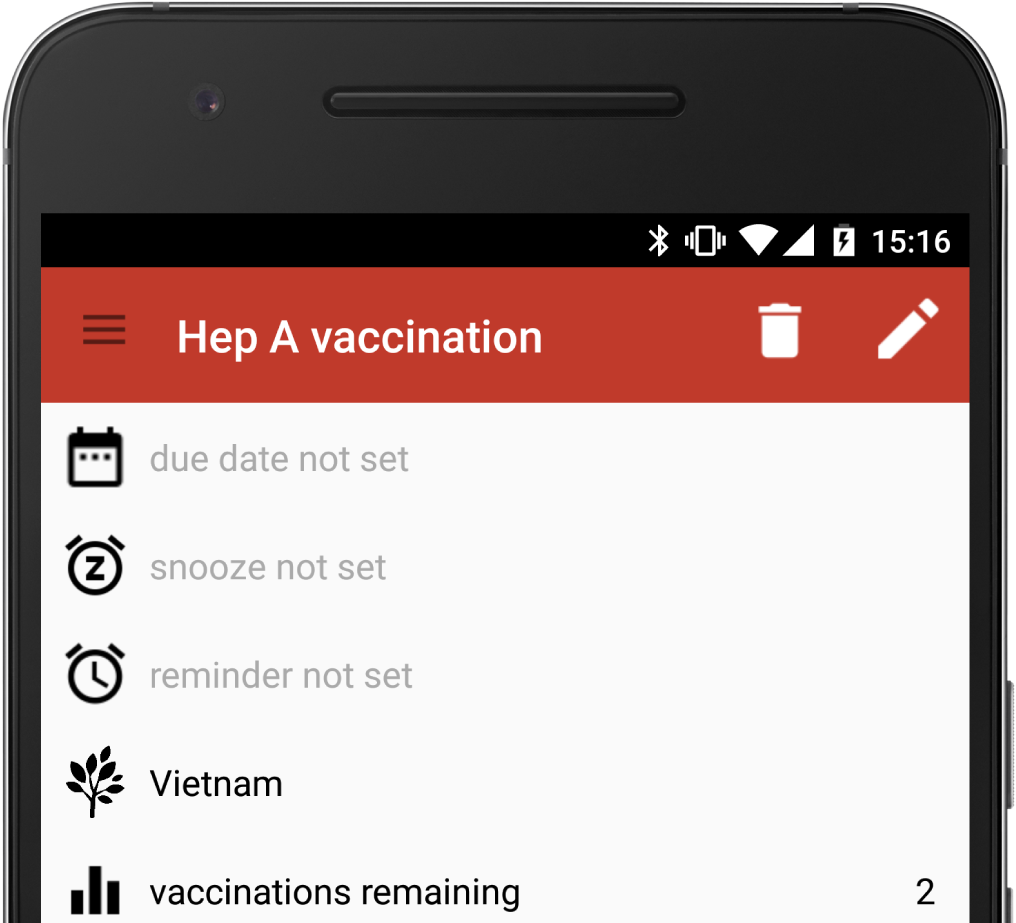 15:16
Hep A vaccination
due date not set
snooze not set
reminder not set
Vietnam
vaccinations remaining 2